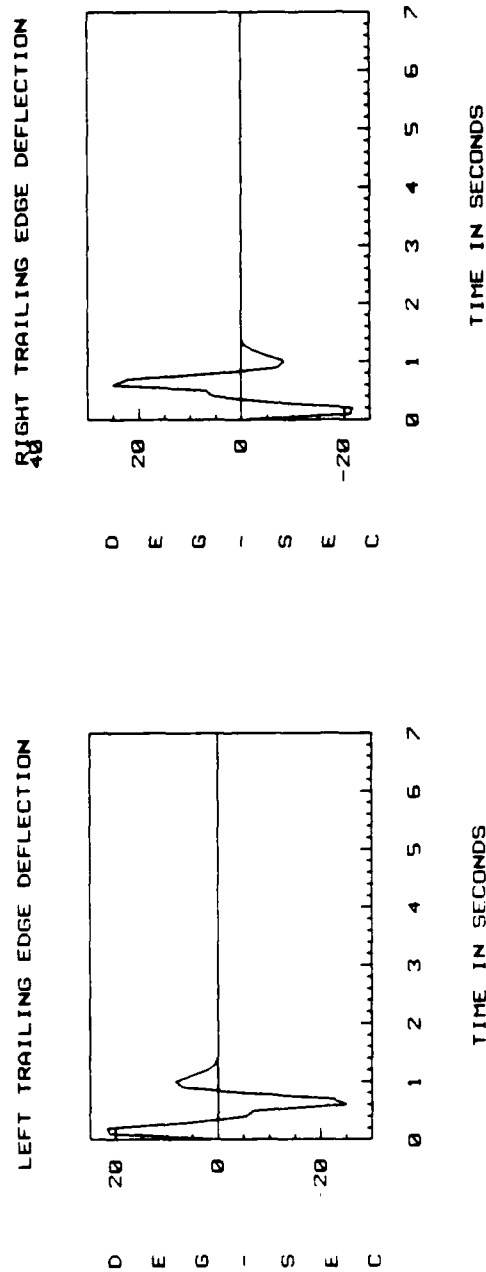 LEFT TRAILING EDGE DEFLECTION
D
E
G
-
S
E
C
20
0
-20
0 1 2 3 4 5 6 7
TIME IN SECONDS
RIGHT TRAILING EDGE DEFLECTION
D
E
G
-
S
E
C
40
20
0
-20
0 1 2 3 4 5 6 7
TIME IN SECONDS